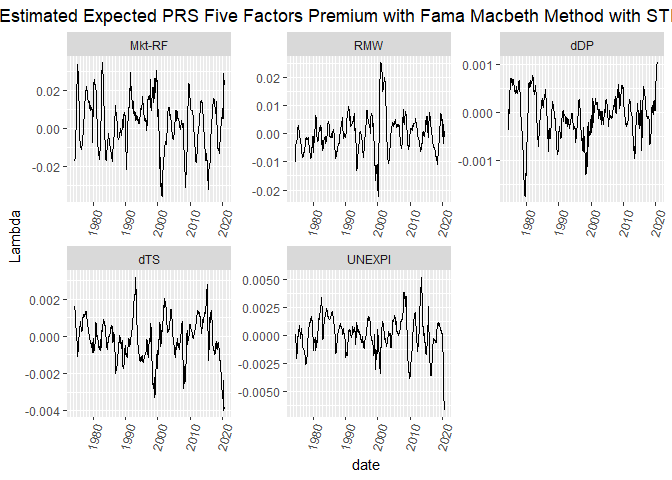 Estimated Expected PRS Five Factors Premium with Fama Macbeth Method with
Mkt-RF RMW dDP
0.02 0.00 -0.02
0.02 0.01 0.00 -0.01 -0.02
0.001 0.000 -0.001
1980 1990 2000 2010 2020
1980 1990 2000 2010 2020
1980 1990 2000 2010 2020
Lambda
dTS UNEXPI
0.002 0.000 -0.002 -0.004
0.0050 0.0025 0.0000 -0.0025 -0.0050
1980 1990 2000 2010 2020
1980 1990 2000 2010 2020
date